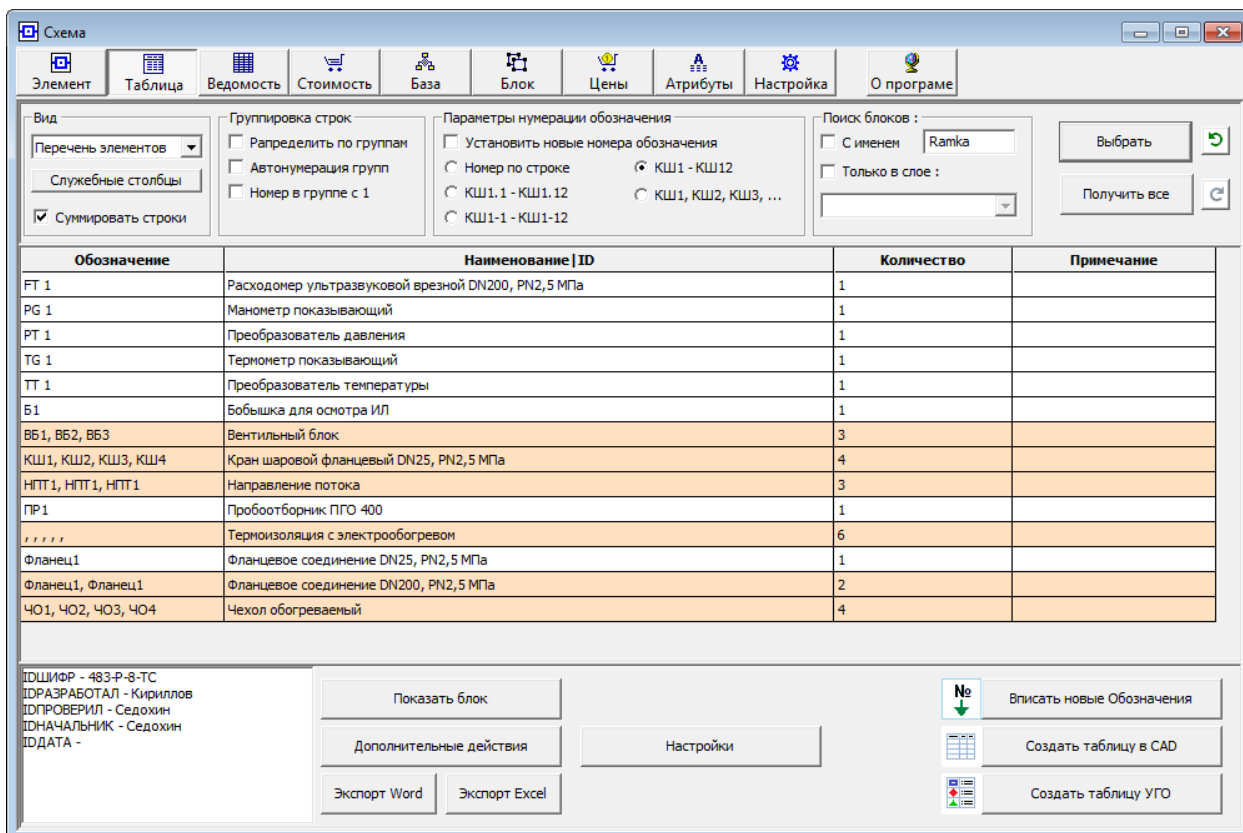 Схема
Элемент Таблица Ведомость Стоимость База Блок Цены Атрибуты Настройка О програме
Вид Группировка строк Параметры нумерации обозначения Поиск блоков :
Перечень элементов Рапределить по группам Установить новые номера обозначения С именем Ramka Выбрать
Служебные столбцы Автонумерация групп Номер по строке КШ1 - КШ12 Только в слое :
Суммировать строки Номер в группе с 1 КШ1.1 - КШ1.12 КШ1, КШ2, КШ3, ... Получить все
КШ1-1 - КШ1-12
Обозначение Наименование|ID Количество Примечание
FT 1 Расходомер ультразвуковой врезной DN200, PN2,5 МПа 1
PG 1 Манометр показывающий 1
PT 1 Преобразователь давления 1
TG 1 Термометр показывающий 1
TT 1 Преобразователь температуры 1
Б1 Бобышка для осмотра ИЛ 1
ВБ1, ВБ2, ВБ3 Вентильный блок 3
КШ1, КШ2, КШ3, КШ4 Кран шаровой фланцевый DN25, PN2,5 МПа 4
НПТ1, НПТ1, НПТ1 Направление потока 3
ПР1 Пробоотборник ПГО 400 1
, , , , , Термоизоляция с электрообогревом 6
Фланец1 Фланцевое соединение DN25, PN2,5 МПа 1
Фланец1, Фланец1 Фланцевое соединение DN200, PN2,5 МПа 2
ЧО1, ЧО2, ЧО3, ЧО4 Чехол обогреваемый 4
IDШИФР - 483-Р-8-ТС
IDРАЗРАБОТАЛ - Кириллов
IDПРОВЕРИЛ - Седохин
IDНАЧАЛЬНИК - Седохин
IDДАТА -
Показать блок № Вписать новые Обозначения
Дополнительные действия Настройки Создать таблицу в CAD
Экспорт Word Экспорт Excel Создать таблицу УГО